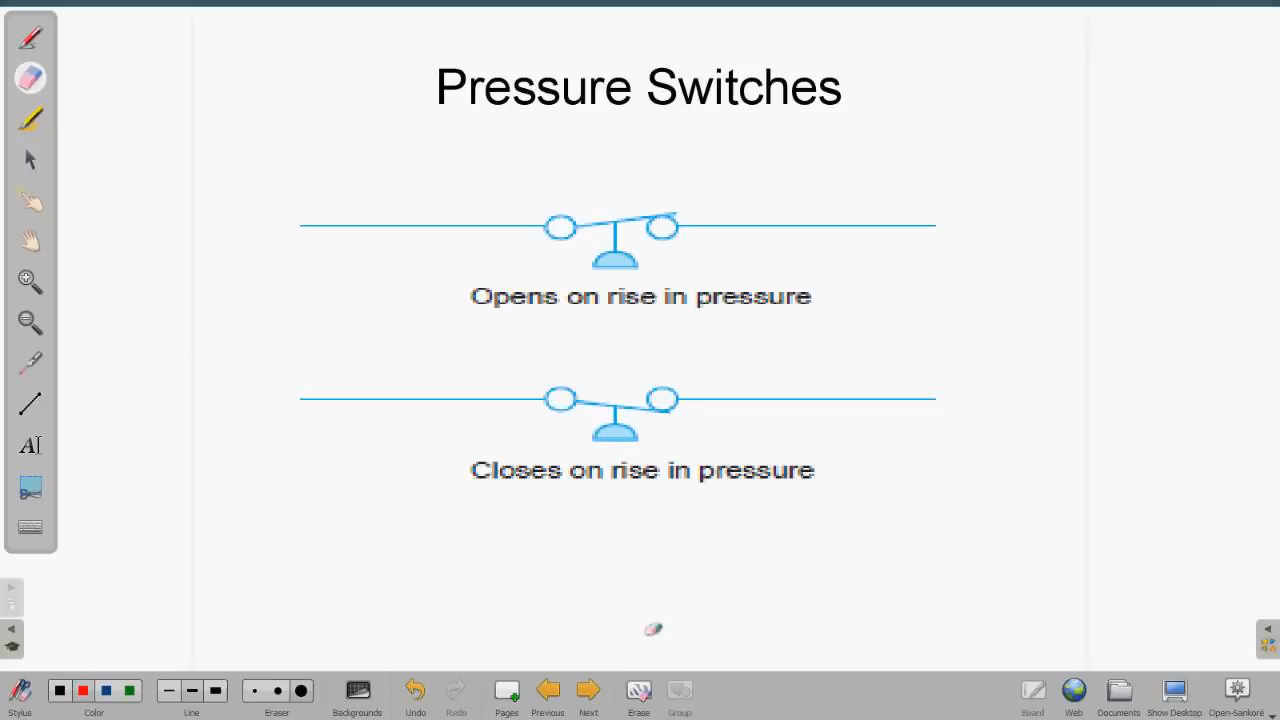 Pressure Switches
Opens on rise in pressure
Closes on rise in pressure
AI
Stylus
Color
Line
Eraser
Backgrounds
Undo
Redo
Pages
Previous
Next
Erase
Group
Board
Web
Documents
Show Desktop
Open-Sankoré